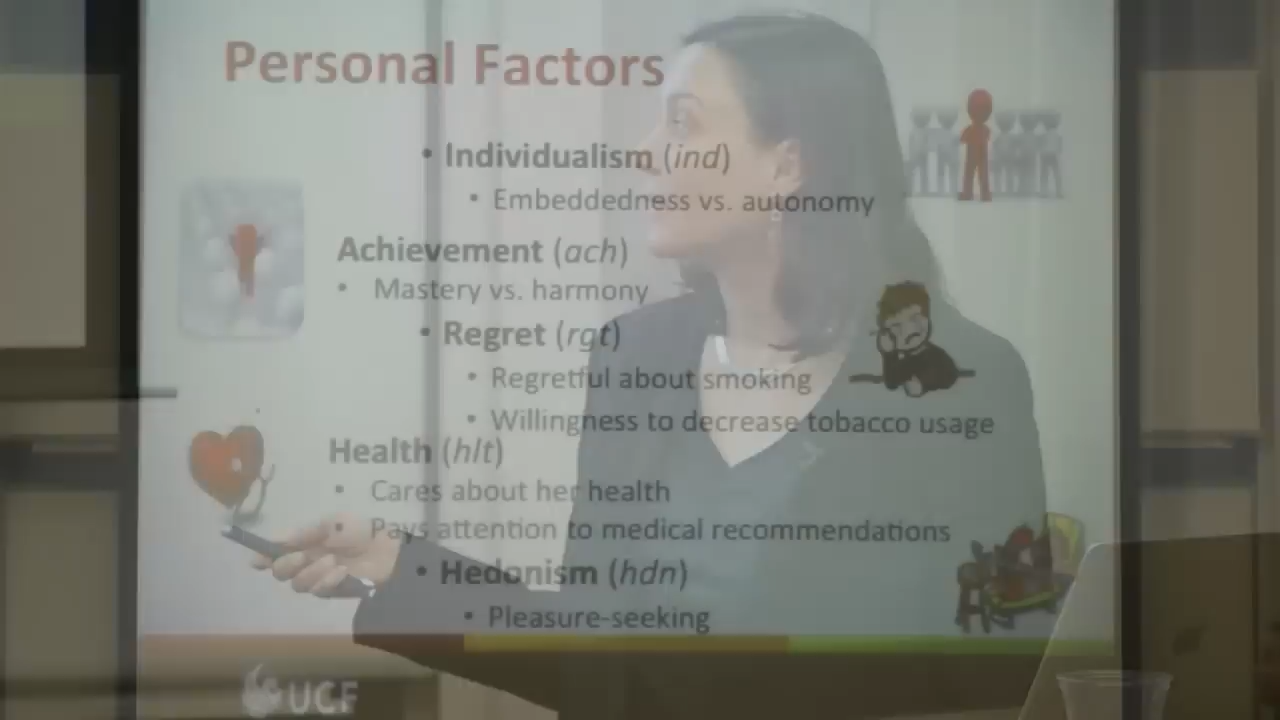 Personal Factors
• Individualism (ind)
• Embeddedness vs. autonomy
Achievement (ach)
• Mastery vs. harmony
• Regret (rgt)
• Regretful about smoking
• Willingness to decrease tobacco usage
Health (hlt)
• Cares about her health
• Pays attention to medical recommendations
• Hedonism (hdn)
• Pleasure-seeking
UCF